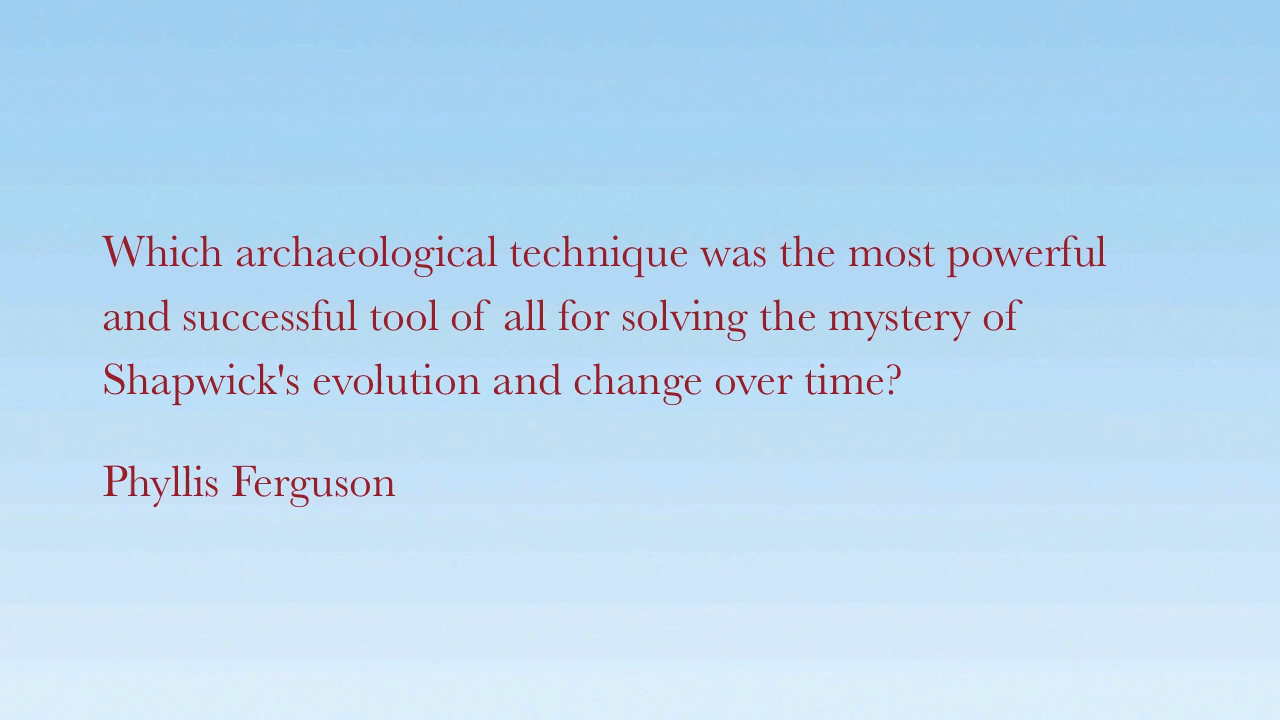 Which archaeological technique was the most powerful
and successful tool of all for solving the mystery of
Shapwick's evolution and change over time?
Phyllis Ferguson